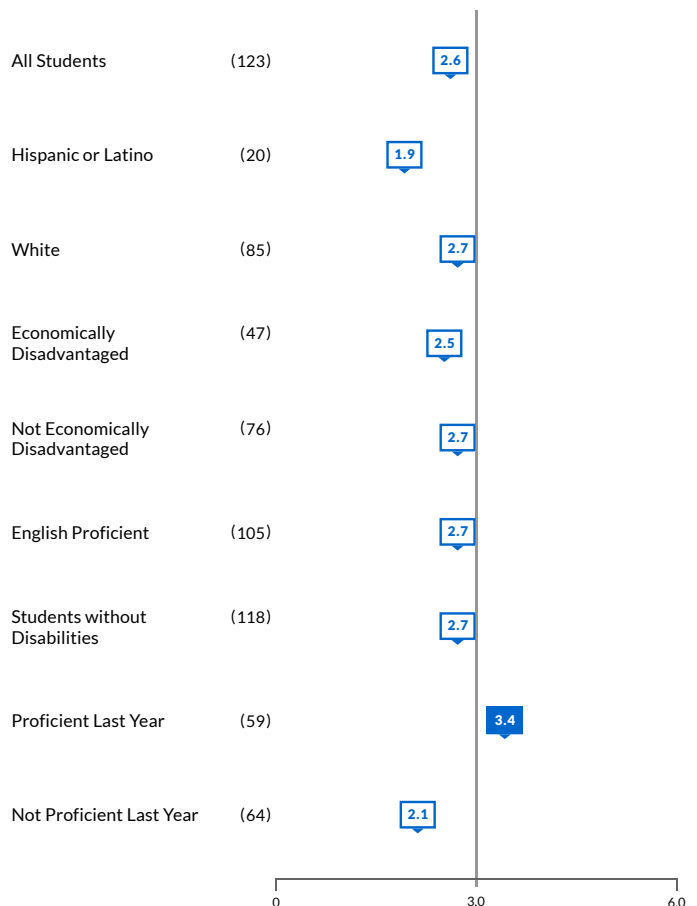 All Students (123) 2.6
Hispanic or Latino (20) 1.9
White (85) 2.7
Economically (47) 2.5
Disadvantaged
Not Economically (76) 2.7
Disadvantaged
English Proficient (105) 2.7
Students without (118) 2.7
Disabilities
Proficient Last Year (59) 3.4
Not Proficient Last Year (64) 2.1
0 3.0 6.0